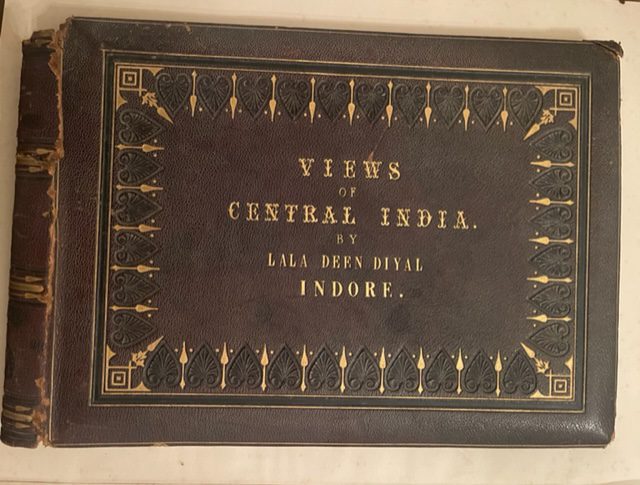 VIEWS
OF
CENTRAL INDIA.
BY
LALA DEEN DIYAL
INDORE.